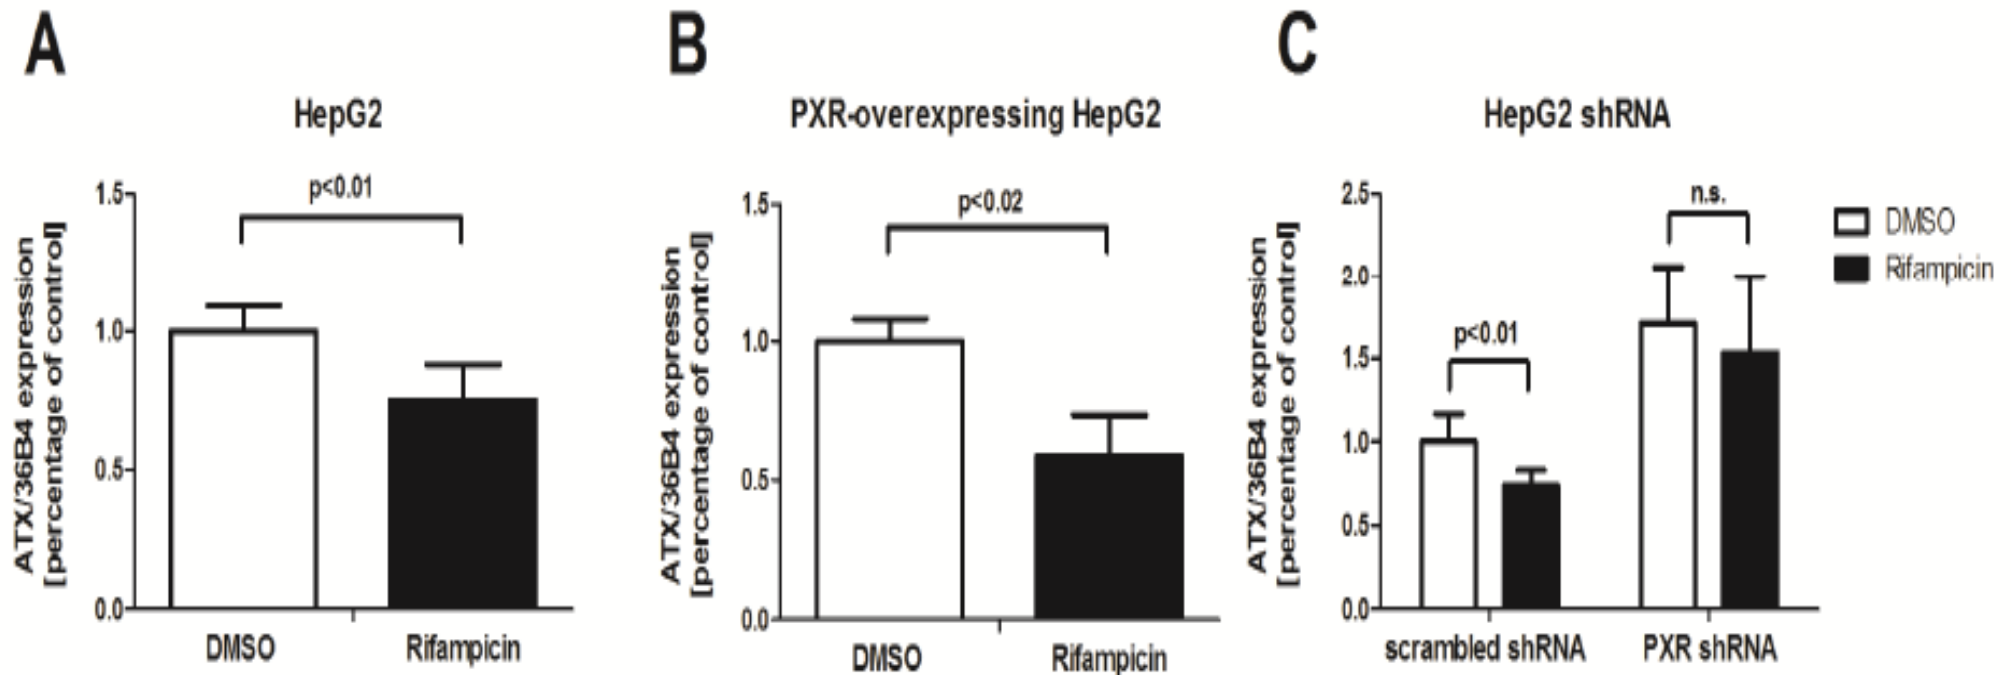 A
HepG2
p<0.01
1.5
1.0
0.5
0.0
ATX/36B4 expression
[percentage of control]
DMSO
Rifampicin
B
PXR-overexpressing HepG2
p<0.02
1.5
1.0
0.5
0.0
ATX/36B4 expression
[percentage of control]
DMSO
Rifampicin
C
HepG2 shRNA
n.s.
p<0.01
2.5
2.0
1.5
1.0
0.5
0.0
ATX/36B4 expression
[percentage of control]
scrambled shRNA
PXR shRNA
DMSO
Rifampicin